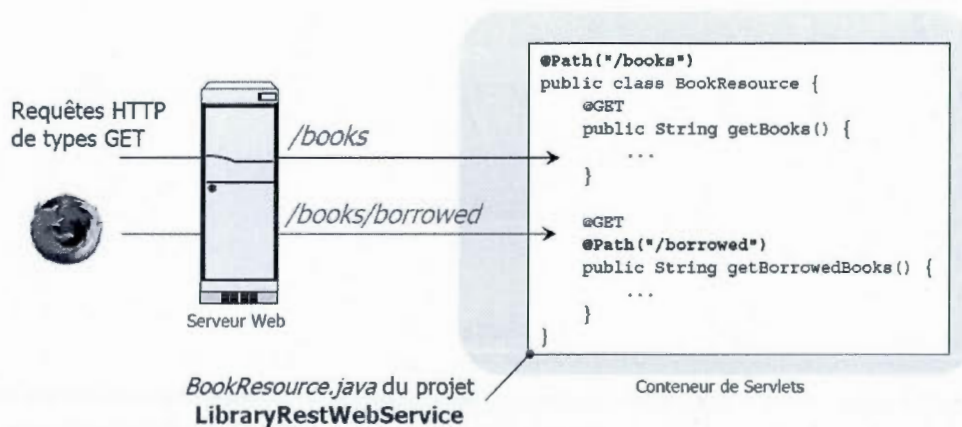 Requêtes HTTP
de types GET
/books
/books/borrowed
Serveur Web
@Path("/books")
public class BookResource {
@GET
public String getBooks() {
...
}
@GET
@Path("/borrowed")
public String getBorrowedBooks() {
...
}
}
BookResource.java du projet
LibraryRestWebService
Conteneur de Servlets